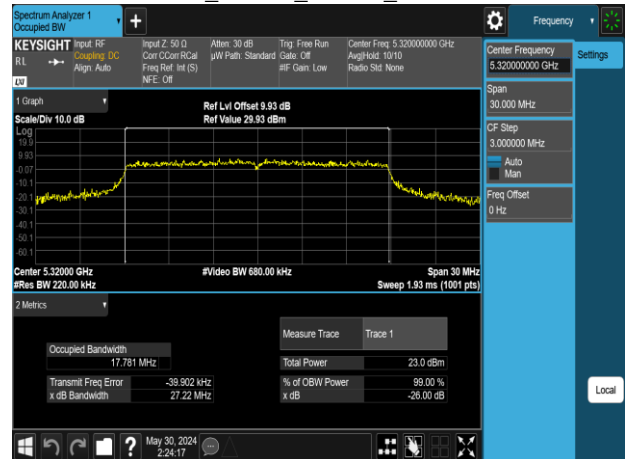 Spectrum Analyzer 1
Occupied BW
Frequency
KEYSIGHT
R L
LXI
Input: RF
Coupling: DC
Align: Auto
Input Z: 50 Ω
Corr CCorr RCal
Freq Ref: Int (S)
NFE: Off
Atten: 30 dB
µW Path: Standard
Trig: Free Run
Gate: Off
#IF Gain: Low
Center Freq: 5.320000000 GHz
Avg|Hold: 10/10
Radio Std: None
Center Frequency
5.320000000 GHz
Settings
Span
30.000 MHz
CF Step
3.000000 MHz
Auto
Man
Freq Offset
0 Hz
Local
1 Graph
Scale/Div 10.0 dB
Ref Lvl Offset 9.93 dB
Ref Value 29.93 dBm
Log
19.9
9.93
-0.07
-10.1
-20.1
-30.1
-40.1
-50.1
-60.1
Center 5.32000 GHz
#Video BW 680.00 kHz
Span 30 MHz
#Res BW 220.00 kHz
Sweep 1.93 ms (1001 pts)
2 Metrics
Measure Trace
Trace 1
Occupied Bandwidth
17.781 MHz
Total Power
23.0 dBm
Transmit Freq Error
-39.902 kHz
% of OBW Power
99.00 %
x dB Bandwidth
27.22 MHz
x dB
-26.00 dB
?
May 30, 2024
2:24:17